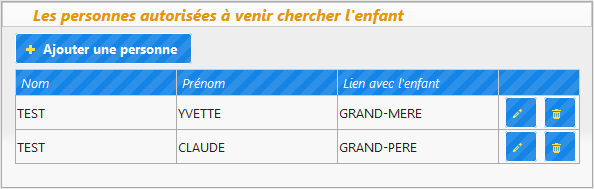 Les personnes autorisées à venir chercher l'enfant
Ajouter une personne
Nom Prénom Lien avec l'enfant
TEST YVETTE GRAND-MERE
TEST CLAUDE GRAND-PERE